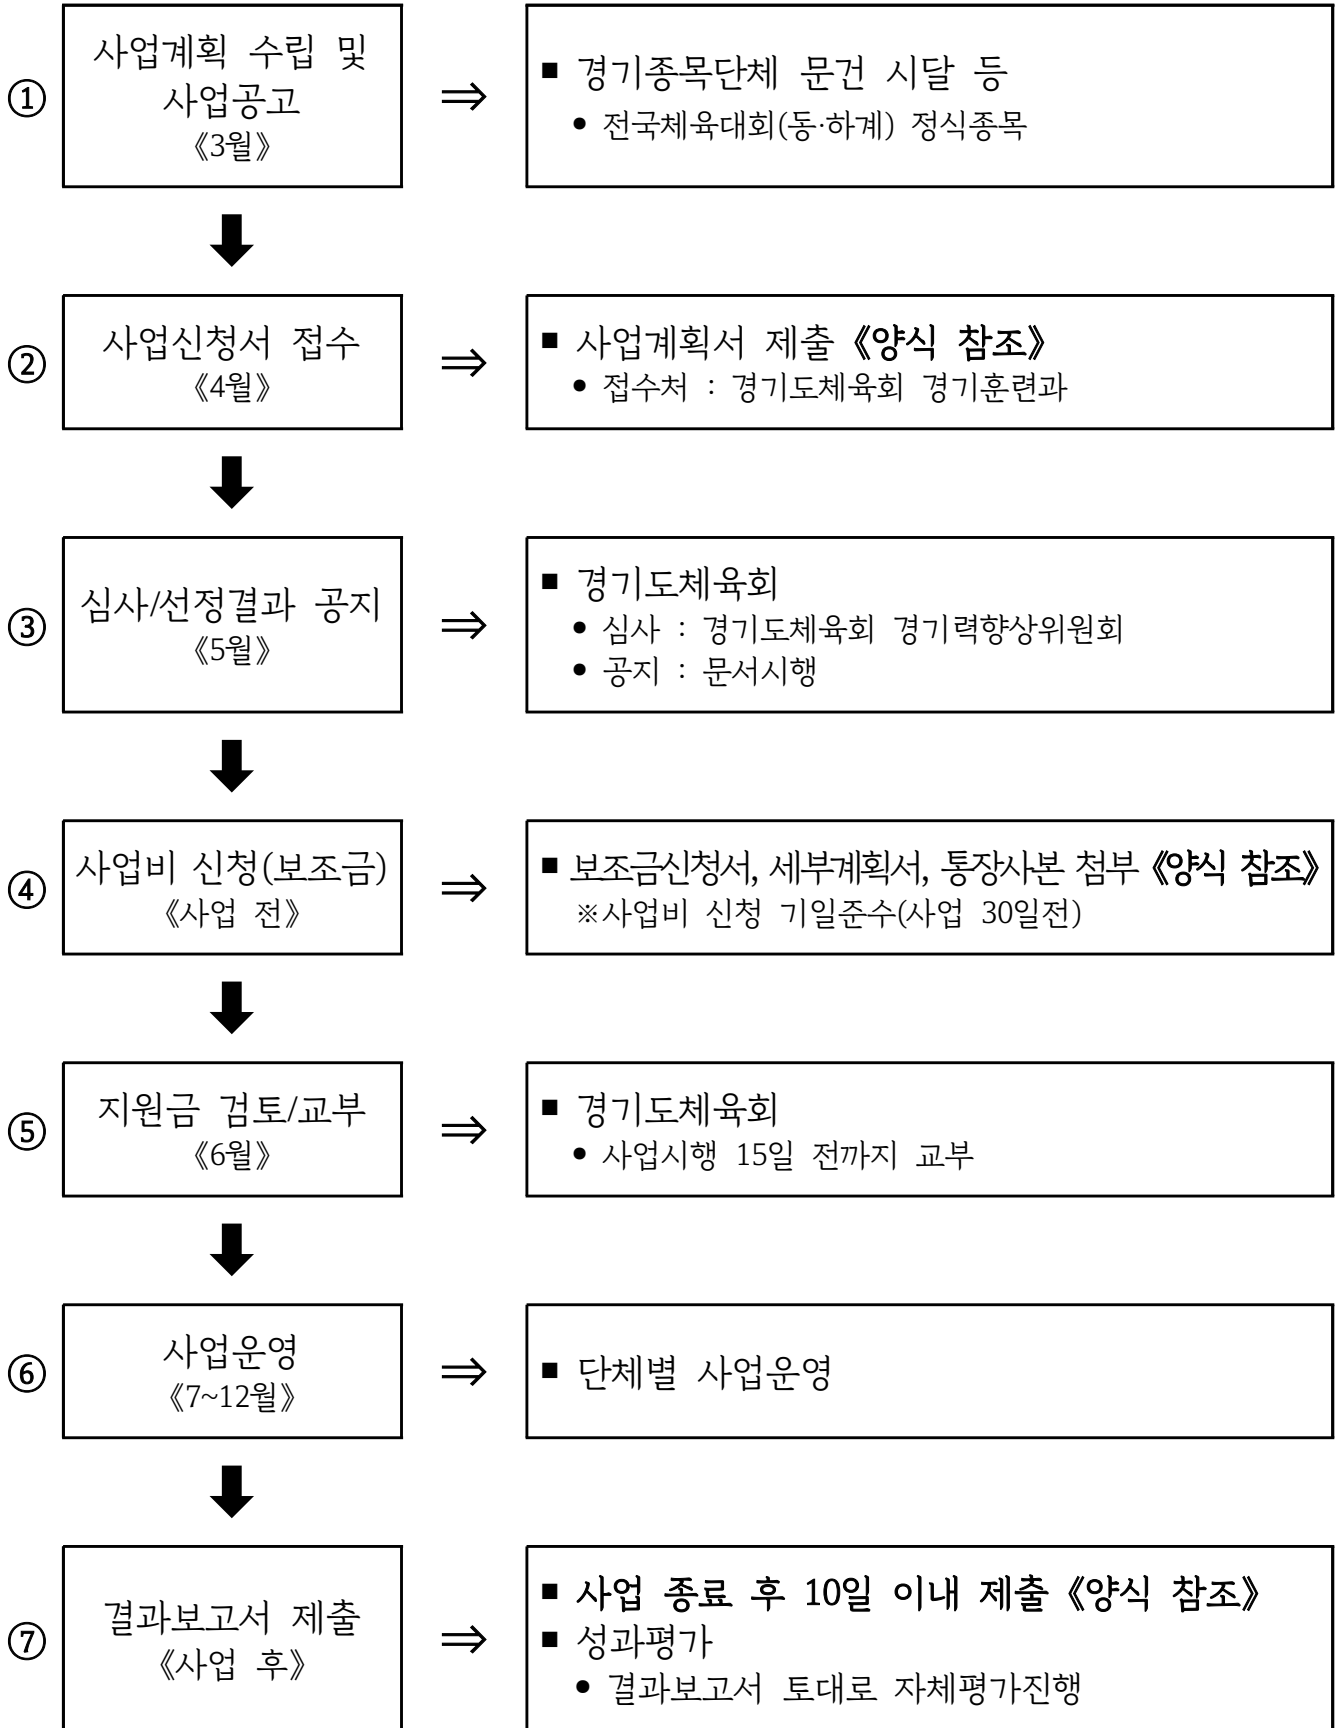 ①
사업계획 수립 및
사업공고
《3월》
⇒
■ 경기종목단체 문건 시달 등
• 전국체육대회(동·하계) 정식종목
②
사업신청서 접수
《4월》
⇒
■ 사업계획서 제출 《양식 참조》
• 접수처 : 경기도체육회 경기훈련과
③
심사/선정결과 공지
《5월》
⇒
■ 경기도체육회
• 심사 : 경기도체육회 경기력향상위원회
• 공지 : 문서시행
④
사업비 신청(보조금)
《사업 전》
⇒
■ 보조금신청서, 세부계획서, 통장사본 첨부 《양식 참조》
※사업비 신청 기일준수(사업 30일전)
⑤
지원금 검토/교부
《6월》
⇒
■ 경기도체육회
• 사업시행 15일 전까지 교부
⑥
사업운영
《7~12월》
⇒
■ 단체별 사업운영
⑦
결과보고서 제출
《사업 후》
⇒
■ 사업 종료 후 10일 이내 제출 《양식 참조》
■ 성과평가
• 결과보고서 토대로 자체평가진행